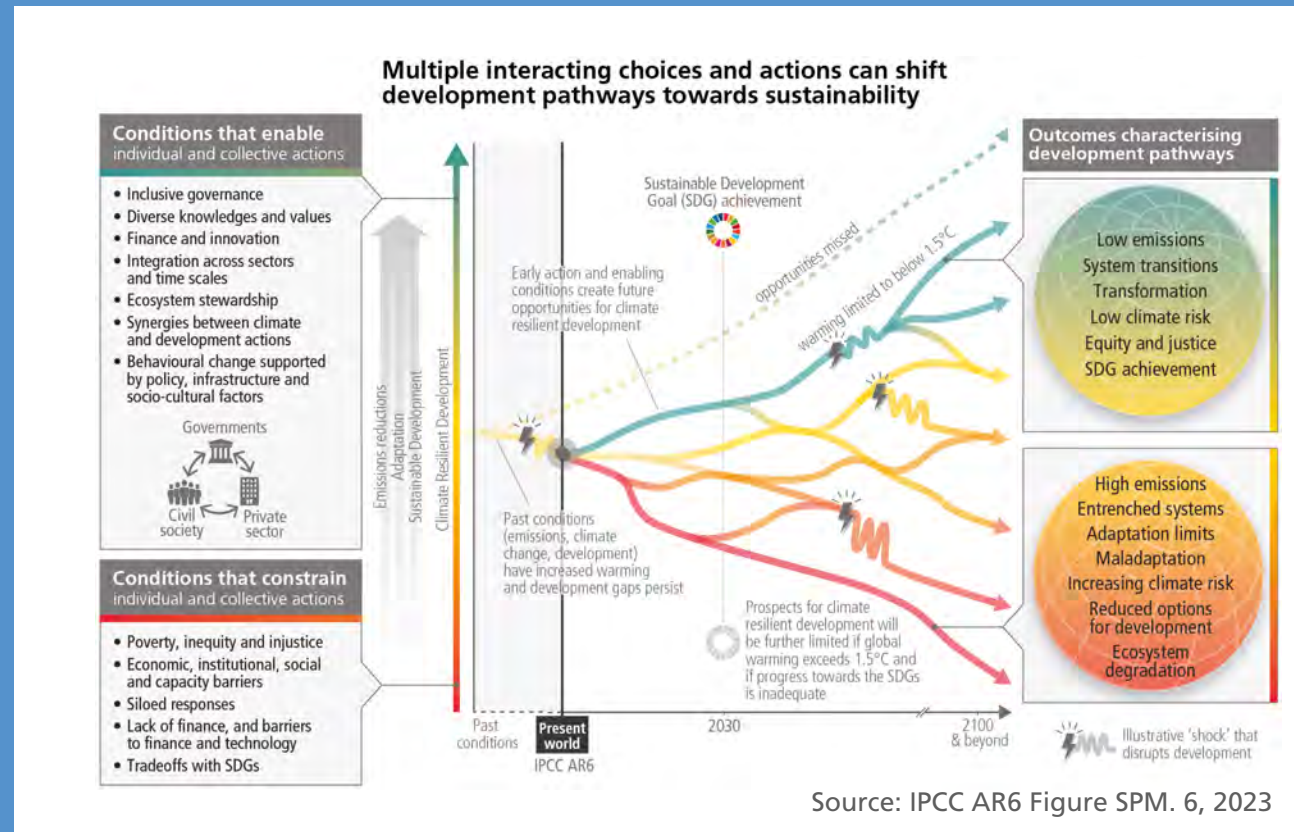 Multiple interacting choices and actions can shift
development pathways towards sustainability
Conditions that enable
individual and collective actions
• Inclusive governance
• Diverse knowledges and values
• Finance and innovation
• Integration across sectors
and time scales
• Ecosystem stewardship
• Synergies between climate
and development actions
• Behavioural change supported
by policy, infrastructure and
socio-cultural factors
Governments
Civil
society
Private
sector
Conditions that constrain
individual and collective actions
• Poverty, inequity and injustice
• Economic, institutional, social
and capacity barriers
• Siloed responses
• Lack of finance, and barriers
to finance and technology
• Tradeoffs with SDGs
Emissions reductions
Adaptation
Sustainable Development
Climate Resilient Development
Sustainable Development
Goal (SDG) achievement
Early action and enabling
conditions create future
opportunities for climate
resilient development
opportunities missed
warming limited to below 1.5°C
Past conditions
(emissions, climate
change, development)
have increased warming
and development gaps persist
Prospects for climate
resilient development will
be further limited if global
warming exceeds 1.5°C and
if progress towards the SDGs
is inadequate
Past
conditions
Present
world
IPCC AR6
2030
2100
& beyond
Outcomes characterising
development pathways
Low emissions
System transitions
Transformation
Low climate risk
Equity and justice
SDG achievement
High emissions
Entrenched systems
Adaptation limits
Maladaptation
Increasing climate risk
Reduced options
for development
Ecosystem
degradation
Illustrative 'shock' that
disrupts development
Source: IPCC AR6 Figure SPM. 6, 2023